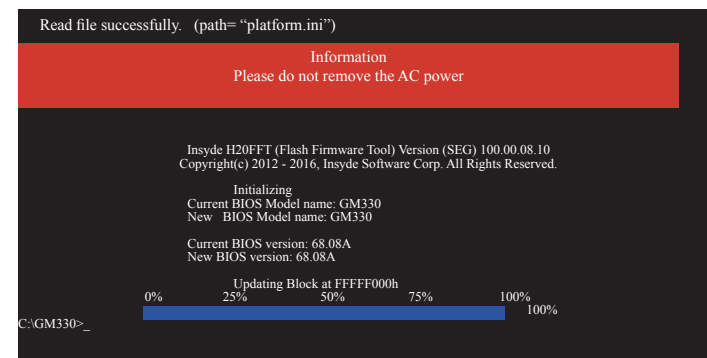 Read file successfully. (path= “platform.ini”)
Information
Please do not remove the AC power
Insyde H20FFT (Flash Firmware Tool) Version (SEG) 100.00.08.10
Copyright(c) 2012 - 2016, Insyde Software Corp. All Rights Reserved.
Initializing
Current BIOS Model name: GM330
New BIOS Model name: GM330
Current BIOS version: 68.08A
New BIOS version: 68.08A
Updating Block at FFFFF000h
0% 25% 50% 75% 100%
100%
C:\GM330>_